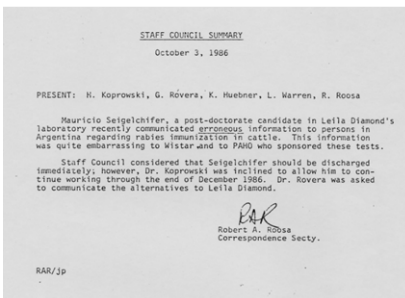 STAFF COUNCIL SUMMARY
October 3, 1986
PRESENT: H. Koprowski, G. Rovera, K. Huebner, L. Warren, R. Roosa
Mauricio Seigelchifer, a post-doctorate candidate in Leila Diamond's
laboratory recently communicated erroneous information to persons in
Argentina regarding rabies immunization in cattle. This information
was quite embarrassing to Wistar and to PAHO who sponsored these tests.
Staff Council considered that Seigelchifer should be discharged
immediately; however, Dr. Koprowski was inclined to allow him to con-
tinue working through the end of December 1986. Dr. Rovera was asked
to communicate the alternatives to Leila Diamond.
RAR
Robert A. Roosa
Correspondence Secty.
RAR/jp